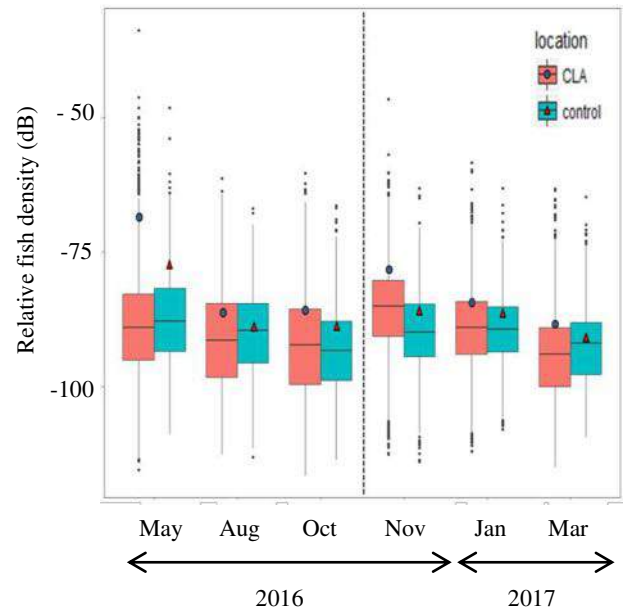 location
CLA
control
Relative fish density (dB)
- 50
-75
-100
May Aug Oct Nov Jan Mar
2016 2017